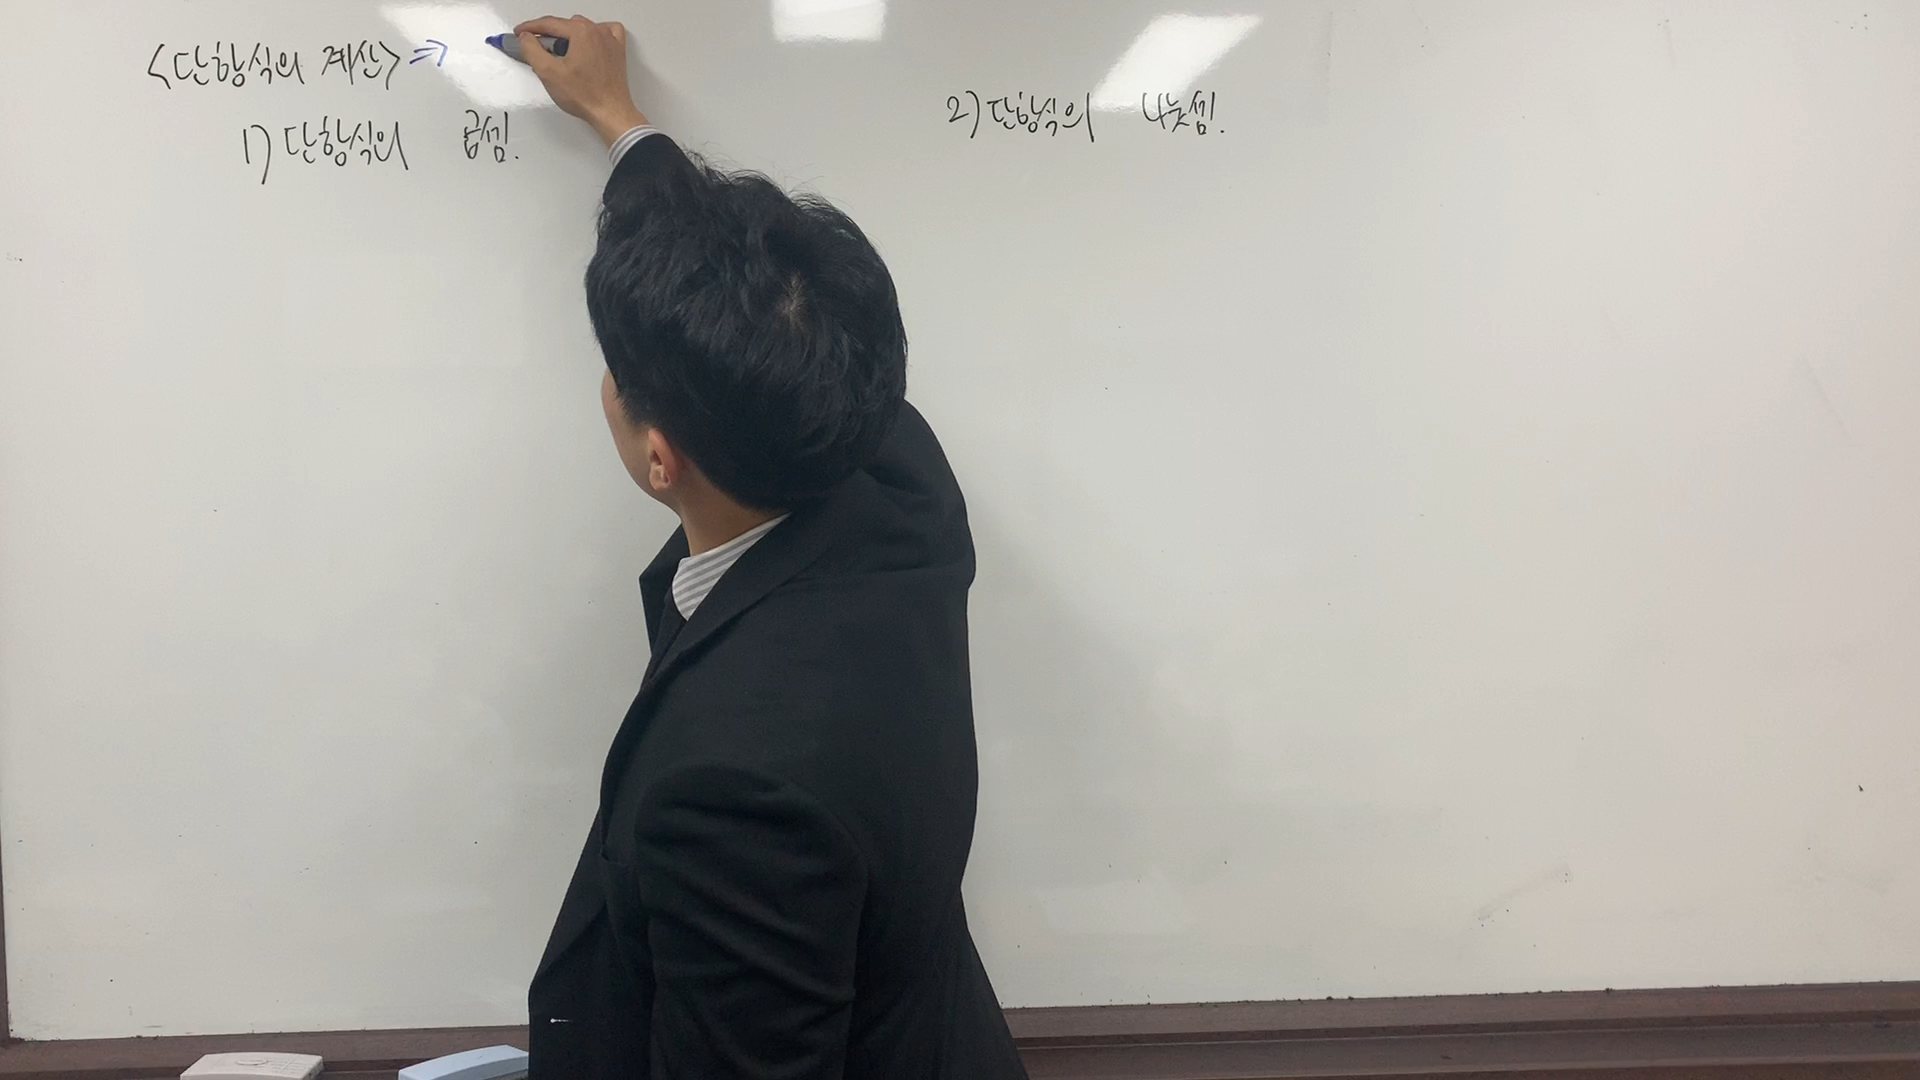 <단항식의 계산> ⇒
1) 단항식의 곱셈.
2) 단항식의 나눗셈.